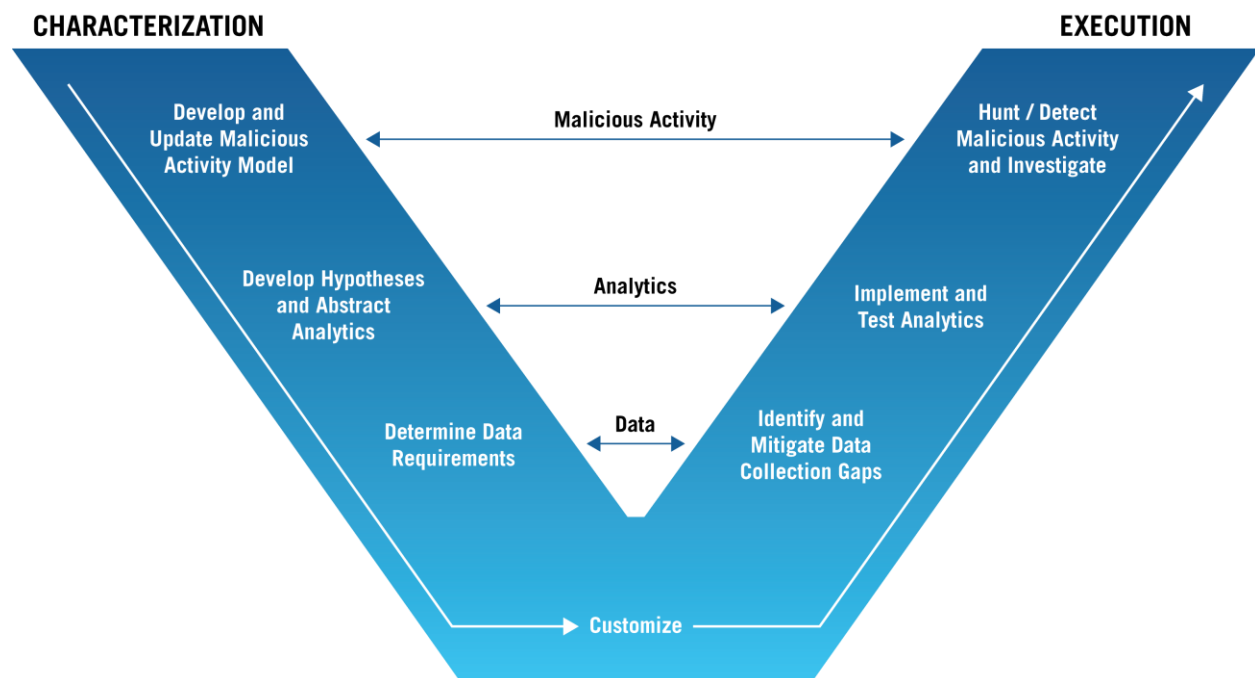 CHARACTERIZATION
EXECUTION
Develop and
Update Malicious
Activity Model
Malicious Activity
Hunt / Detect
Malicious Activity
and Investigate
Develop Hypotheses
and Abstract
Analytics
Analytics
Implement and
Test Analytics
Determine Data
Requirements
Data
Identify and
Mitigate Data
Collection Gaps
Customize